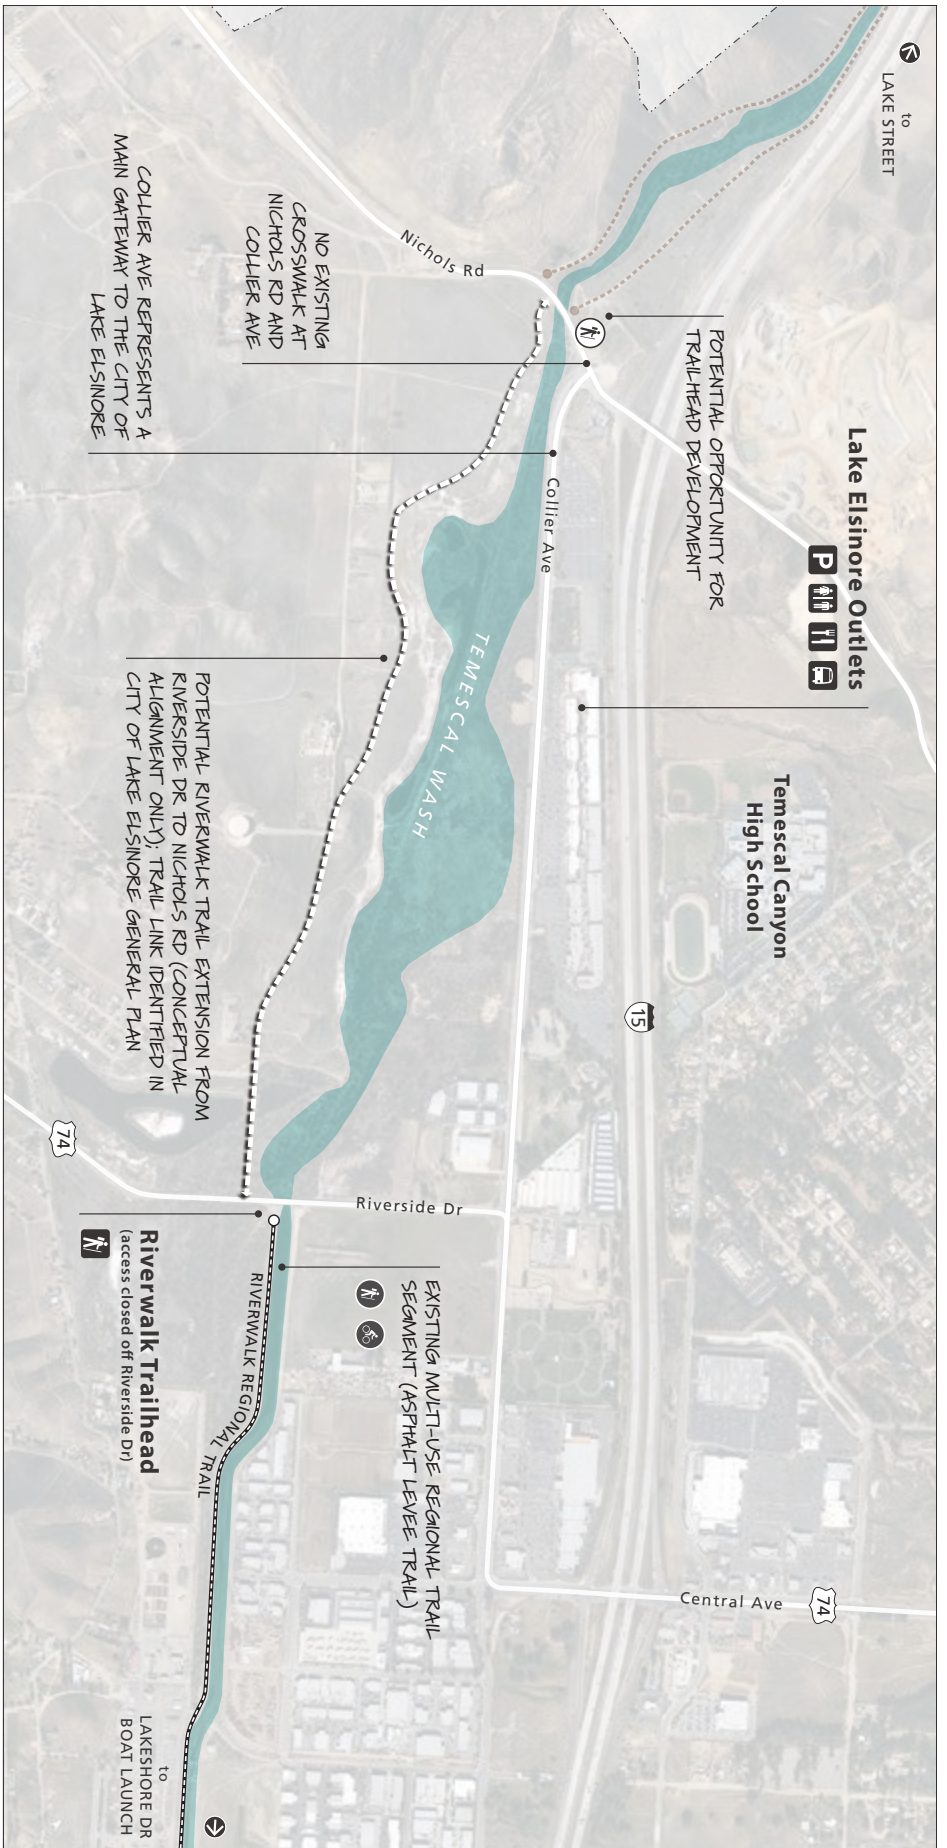 to
LAKE STREET
Nichols Rd
COLLIER AVE REPRESENTS A
MAIN GATEWAY TO THE CITY OF
LAKE ELSINORE
NO EXISTING
CROSSWALK AT
NICHOLS RD AND
COLLIER AVE
POTENTIAL OPPORTUNITY FOR
TRAILHEAD DEVELOPMENT
Collier Ave
Lake Elsinore Outlets
P
TEMESCAL WASH
POTENTIAL RIVERWALK TRAIL EXTENSION FROM
RIVERSIDE DR TO NICHOLS RD (CONCEPTUAL
ALIGNMENT ONLY); TRAIL LINK IDENTIFIED IN
CITY OF LAKE ELSINORE GENERAL PLAN
Temescal Canyon
High School
15
74
Riverside Dr
Riverwalk Trailhead
(access closed off Riverside Dr)
RIVERWALK REGIONAL TRAIL
EXISTING MULTI-USE REGIONAL TRAIL
SEGMENT (ASPHALT LEVEE TRAIL)
Central Ave
74
to
LAKESHORE DR
BOAT LAUNCH